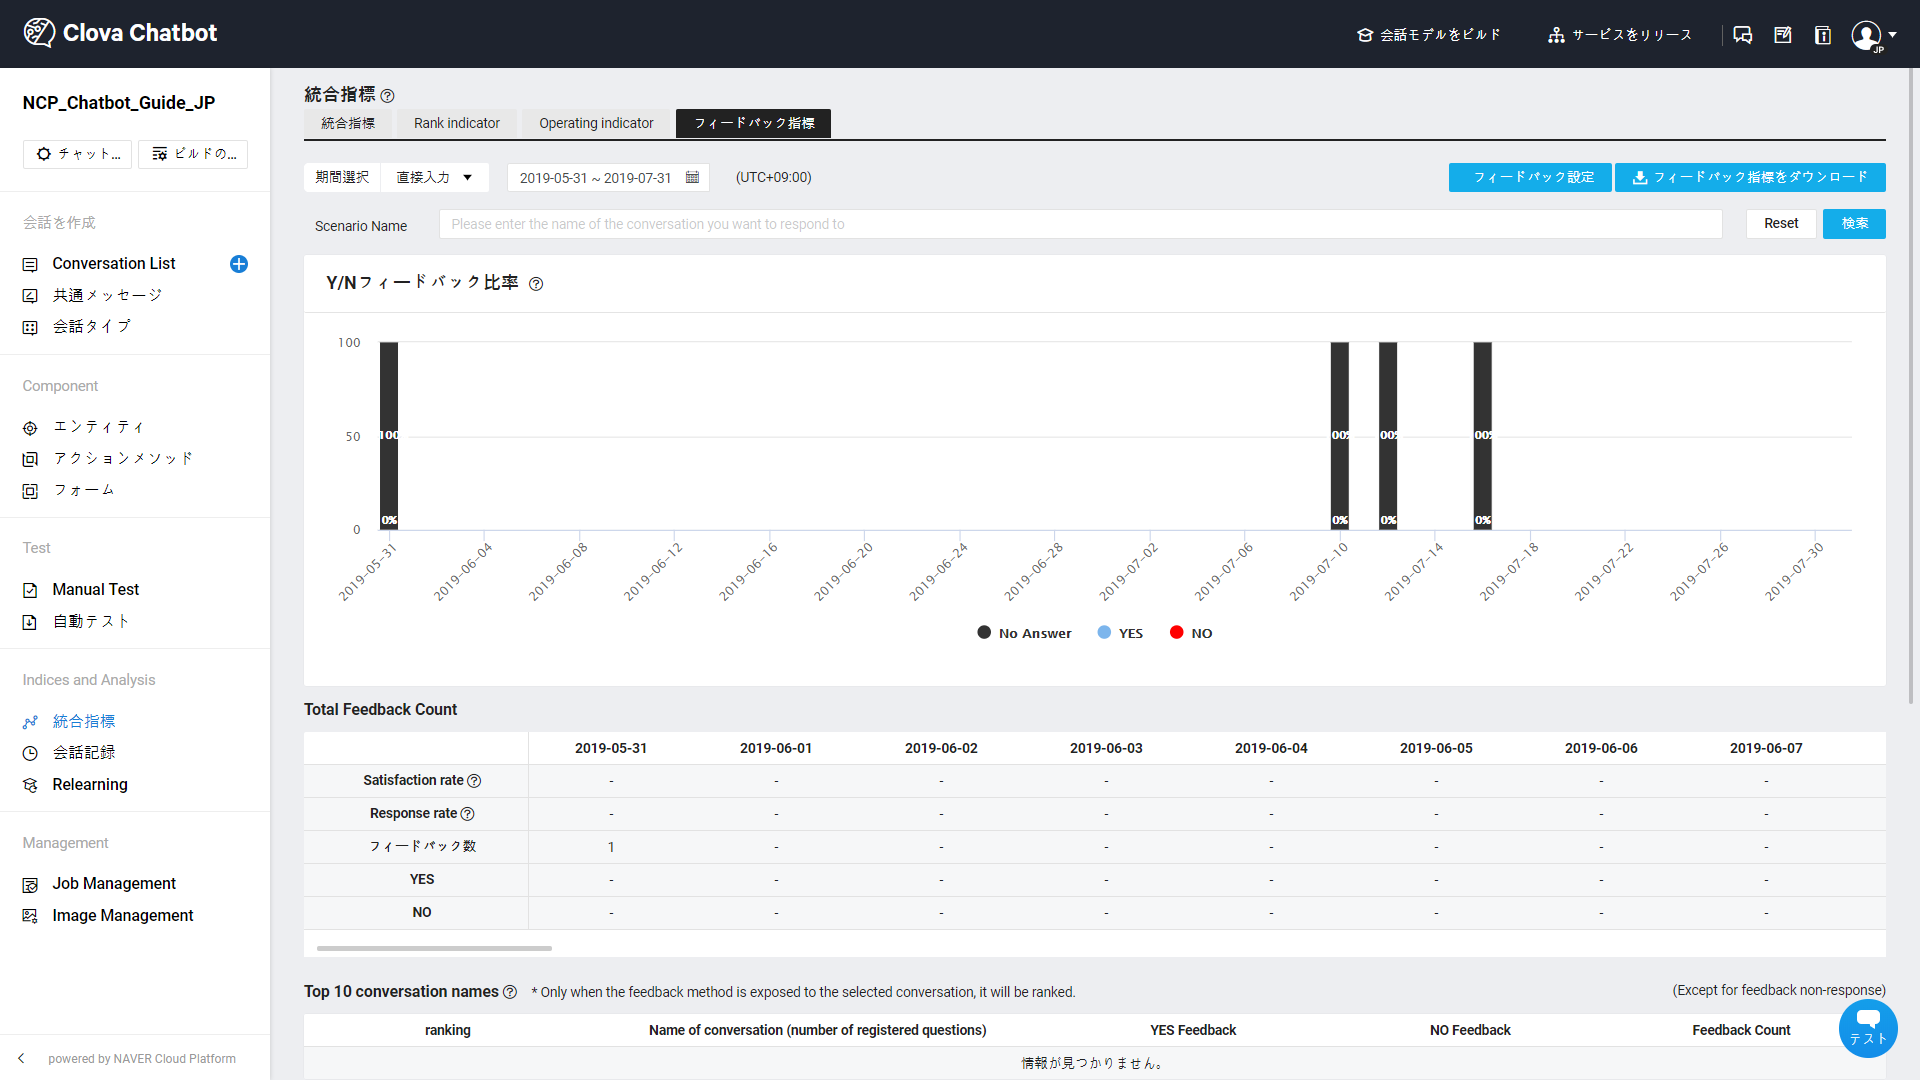 Clova Chatbot
会話モデルをビルド
サービスをリリース
JP
NCP_Chatbot_Guide_JP
チャット...
ビルドの...
会話を作成
Conversation List
共通メッセージ
会話タイプ
Component
エンティティ
アクションメソッド
フォーム
Test
Manual Test
自動テスト
Indices and Analysis
統合指標
会話記録
Relearning
Management
Job Management
Image Management
powered by NAVER Cloud Platform
統合指標
統合指標 Rank indicator Operating indicator フィードバック指標
期間選択 直接入力 2019-05-31 ~ 2019-07-31 (UTC+09:00)
フィードバック設定 フィードバック指標をダウンロード
Scenario Name Please enter the name of the conversation you want to respond to Reset 検索
Y/Nフィードバック比率
100
50
0
100 00% 00% 00%
0% 0% 0% 0%
2019-05-31 2019-06-04 2019-06-08 2019-06-12 2019-06-16 2019-06-20 2019-06-24 2019-06-28 2019-07-02 2019-07-06 2019-07-10 2019-07-14 2019-07-18 2019-07-22 2019-07-26 2019-07-30
No Answer YES NO
Total Feedback Count
2019-05-31 2019-06-01 2019-06-02 2019-06-03 2019-06-04 2019-06-05 2019-06-06 2019-06-07
Satisfaction rate - - - - - - - -
Response rate - - - - - - - -
フィードバック数 1 - - - - - - -
YES - - - - - - - -
NO - - - - - - - -
Top 10 conversation names * Only when the feedback method is exposed to the selected conversation, it will be ranked. (Except for feedback non-response)
ranking Name of conversation (number of registered questions) YES Feedback NO Feedback Feedback Count
情報が見つかりません。
テスト